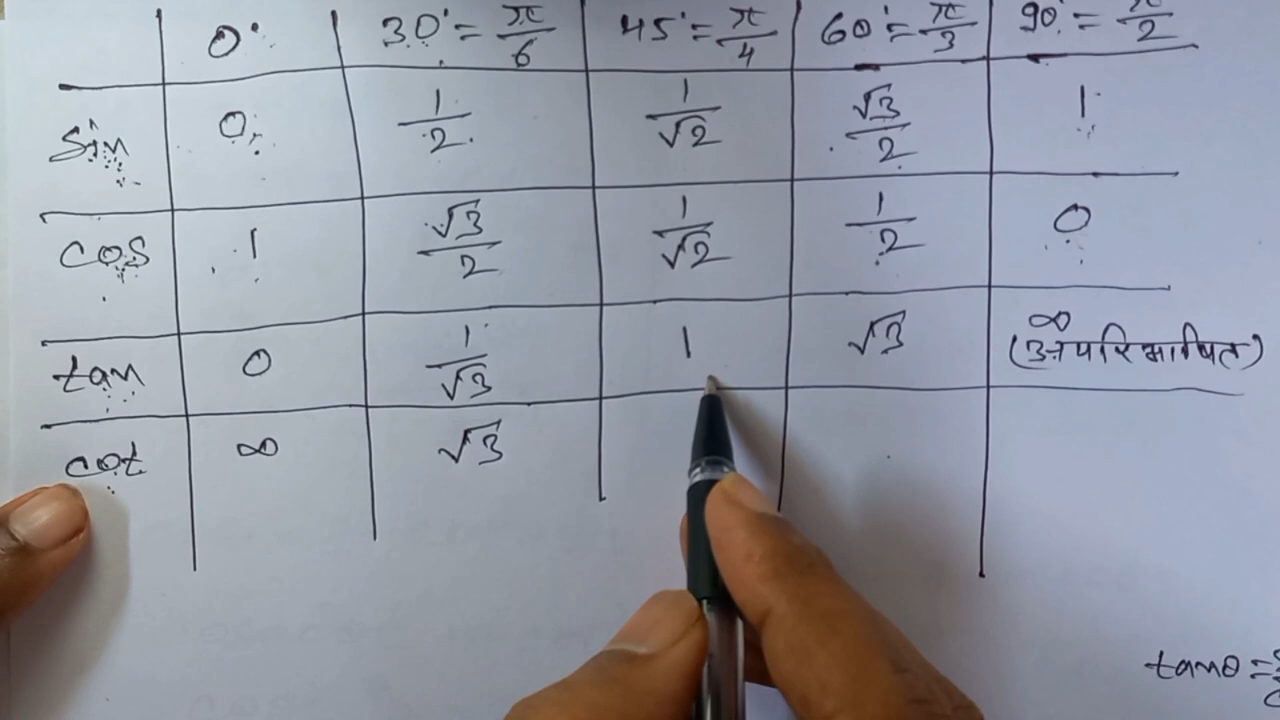 0° 30° = π/6 45° = π/4 60° = π/3 90° = π/2
Sin 0 1/2 1/√2 √3/2 1
cos 1 √3/2 1/√2 1/2 0
tan 0 1/√3 1 √3 ∞ (अपरिभाषित)
cot ∞ √3
tanθ =